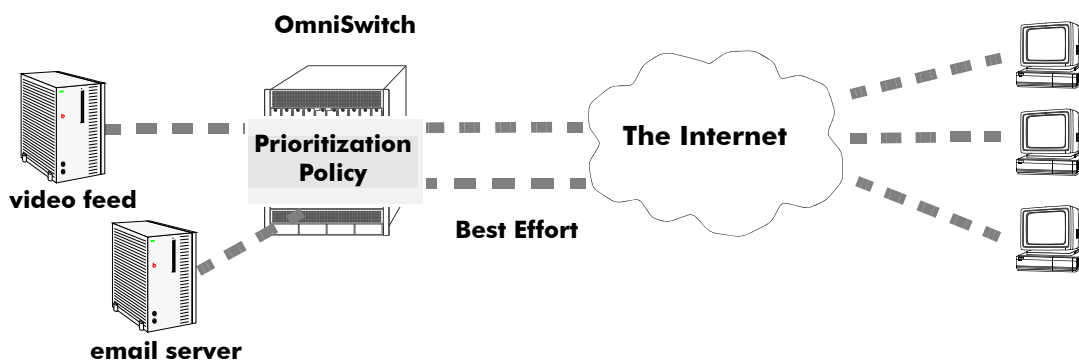 OmniSwitch
Prioritization
Policy
The Internet
video feed
Best Effort
email server